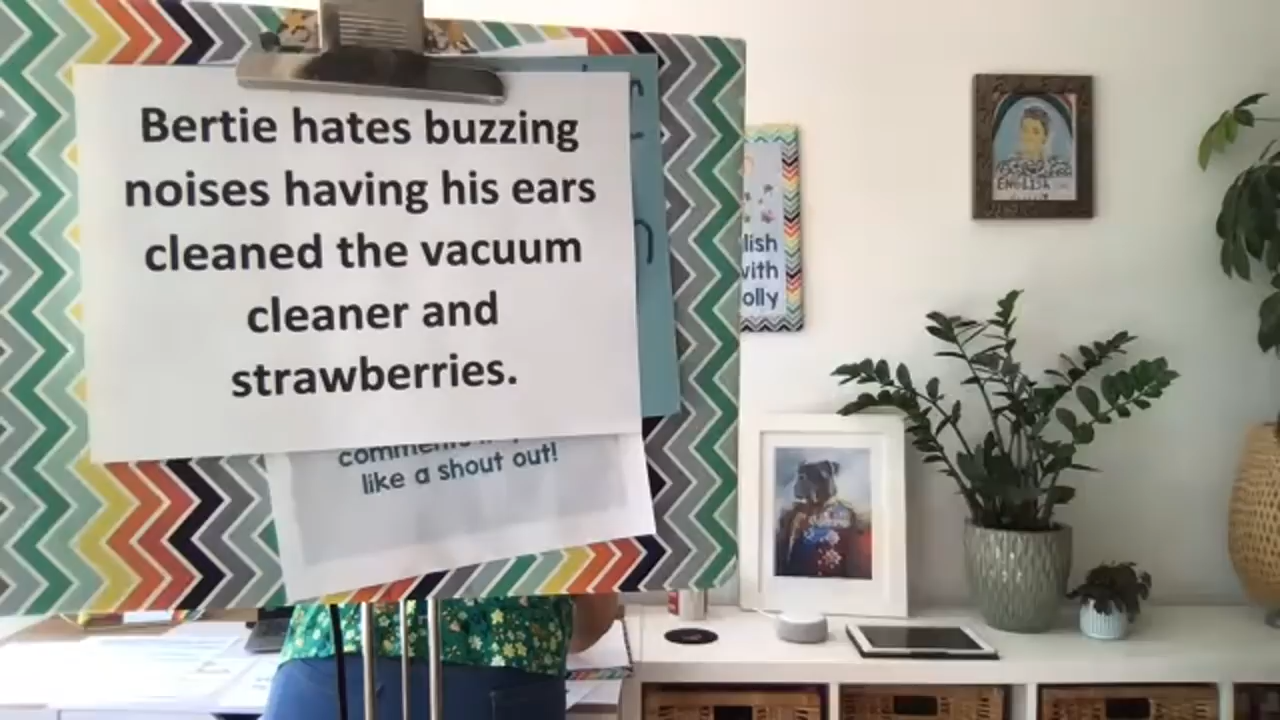 Bertie hates buzzing
noises having his ears
cleaned the vacuum
cleaner and
strawberries.
like a shout out!
lish
with
olly
ENGLISH